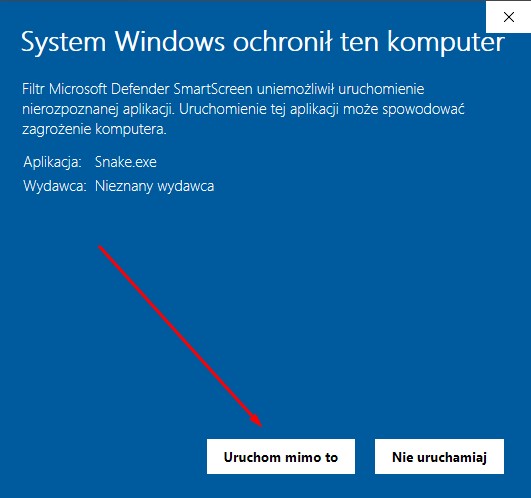 System Windows ochronił ten komputer
Filtr Microsoft Defender SmartScreen uniemożliwił uruchomienie
nierozpoznanej aplikacji. Uruchomienie tej aplikacji może spowodować
zagrożenie komputera.
Aplikacja: Snake.exe
Wydawca: Nieznany wydawca
Uruchom mimo to Nie uruchamiaj